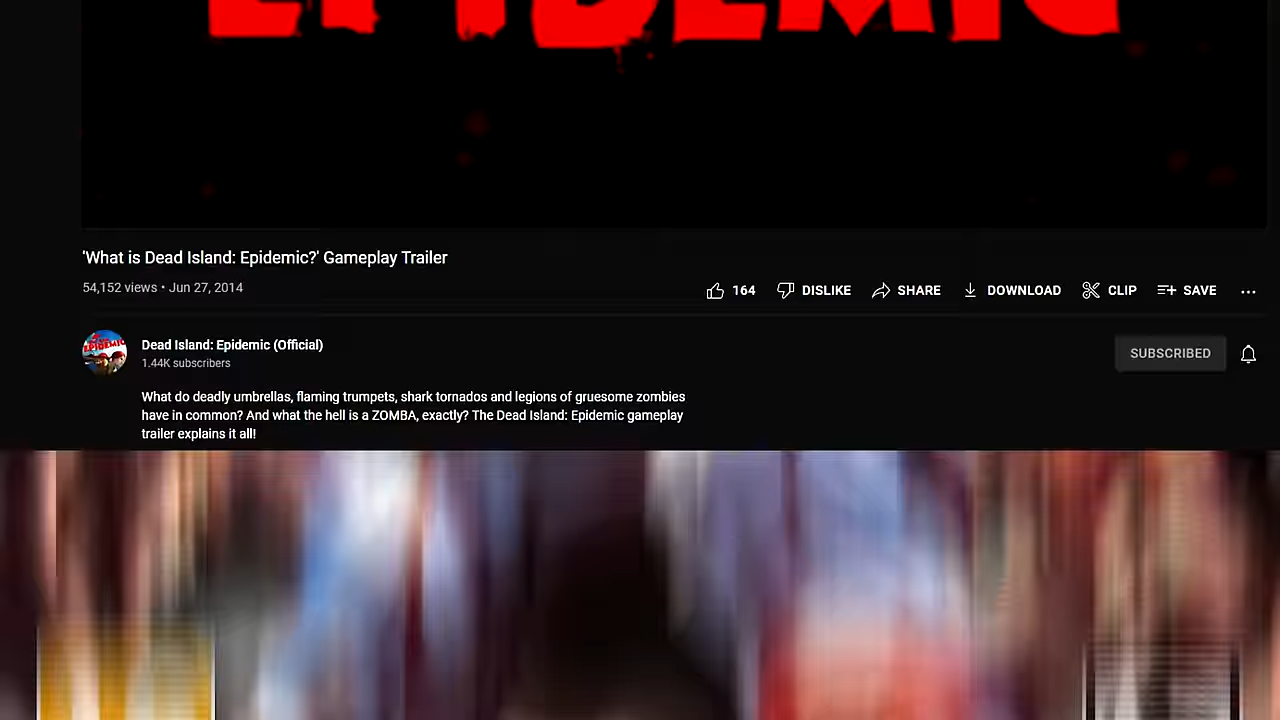 EPIDEMIC
'What is Dead Island: Epidemic?' Gameplay Trailer
54,152 views • Jun 27, 2014
164 DISLIKE SHARE DOWNLOAD CLIP SAVE ...
Dead Island: Epidemic (Official)
1.44K subscribers
SUBSCRIBED
What do deadly umbrellas, flaming trumpets, shark tornados and legions of gruesome zombies
have in common? And what the hell is a ZOMBA, exactly? The Dead Island: Epidemic gameplay
trailer explains it all!